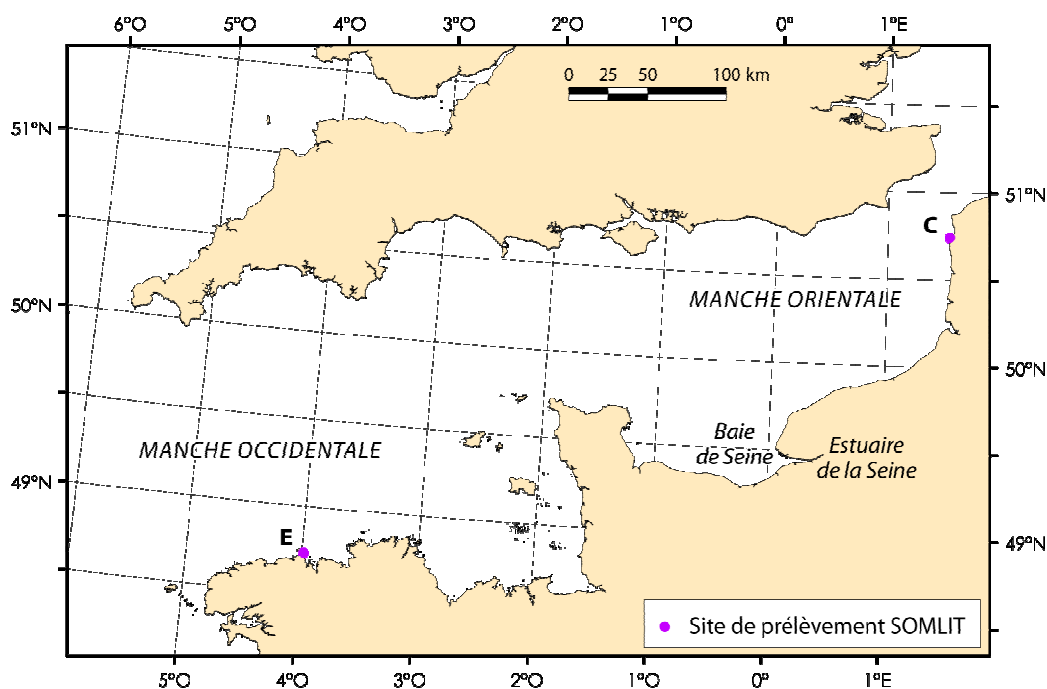 6°O 5°O 4°O 3°O 2°O 1°O 0° 1°E
0 25 50 100 km
51°N
51°N
C
50°N
MANCHE ORIENTALE
50°N
Baie
de Seine
Estuaire
de la Seine
MANCHE OCCIDENTALE
49°N
E
49°N
Site de prélèvement SOMLIT
5°O 4°O 3°O 2°O 1°O 0° 1°E